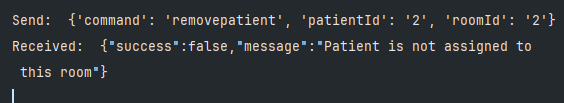 Send:  {'command': 'removepatient', 'patientId': '2', 'roomId': '2'}
Received:  {"success":false,"message":"Patient is not assigned to
 this room"}